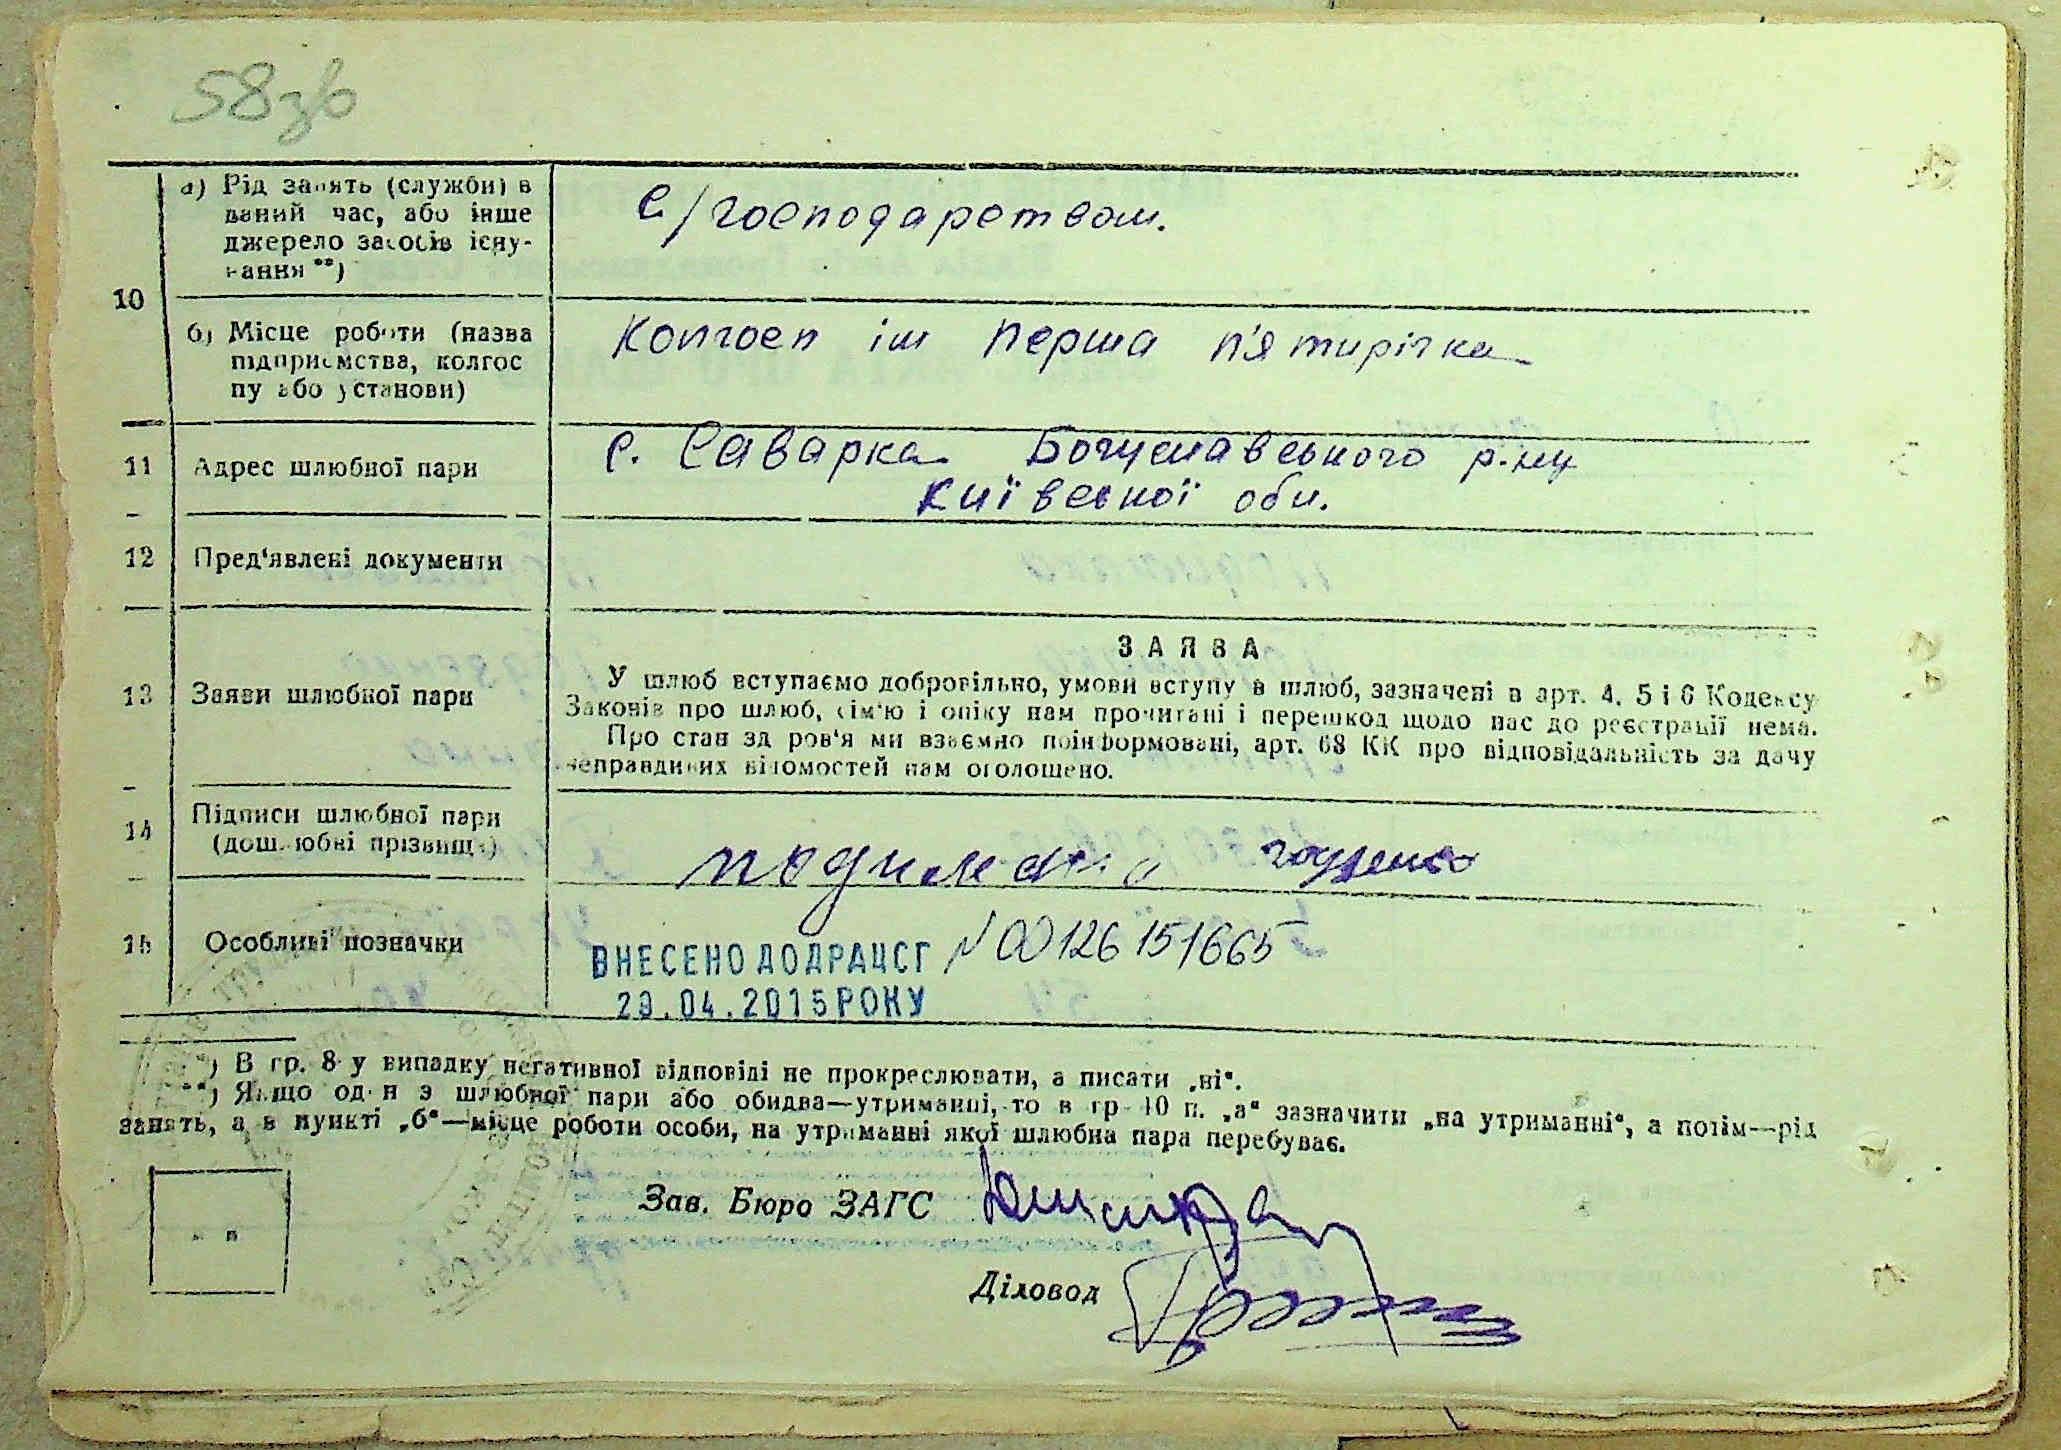 58зв
10
а) Рід занять (служби) в
даний час, або інше
джерело засобів існу-
вання **)
с/господарством.
б) Місце роботи (назва
підприємства, колгос
пу або установи)
Колгосп ім Перша п'ятирічка
11 Адрес шлюбної пари
с. Саварка Богуславського р-ну
Київської обл.
12 Пред'явлені документи
13 Заяви шлюбної пари
ЗАЯВА
У шлюб вступаємо добровільно, умови вступу в шлюб, зазначені в арт. 4, 5 і 6 Кодексу
Законів про шлюб, сім'ю і опіку нам прочитані і перешкод щодо нас до реєстрації нема.
Про стан здоров'я ми взаємно поінформовані, арт. 68 КК про відповідальність за дачу
неправдивих відомостей нам оголошено.
14 Підписи шлюбної пари
(дошлюбні прізвища)
15 Особливі позначки
ВНЕСЕНО ДО ДРАЦСГ N 00126151665
29.04.2015 РОКУ
*) В гр. 8 у випадку негативної відповіді не прокреслювати, а писати „ні“.
**) Якщо один з шлюбної пари або обидва—утриманці, то в гр 10 п. „а“ зазначити „на утриманні“, а потім—рід
занять, а в пункті „б“—місце роботи особи, на утриманні якої шлюбна пара перебуває.
Зав. Бюро ЗАГС
Діловод